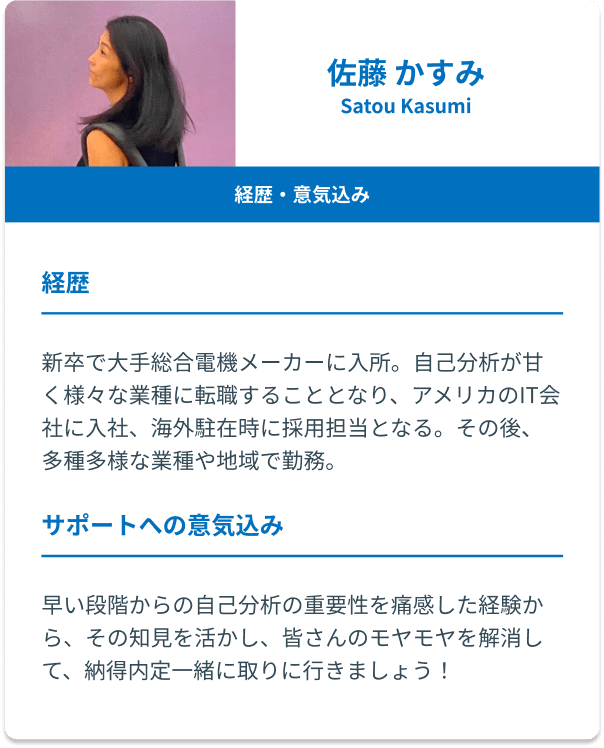 佐藤 かすみ
Satou Kasumi
経歴・意気込み
経歴
新卒で大手総合電機メーカーに入所。自己分析が甘
く様々な業種に転職することとなり、アメリカのIT会
社に入社、海外駐在時に採用担当となる。その後、
多種多様な業種や地域で勤務。
サポートへの意気込み
早い段階からの自己分析の重要性を痛感した経験か
ら、その知見を活かし、皆さんのモヤモヤを解消し
て、納得内定一緒に取りに行きましょう！